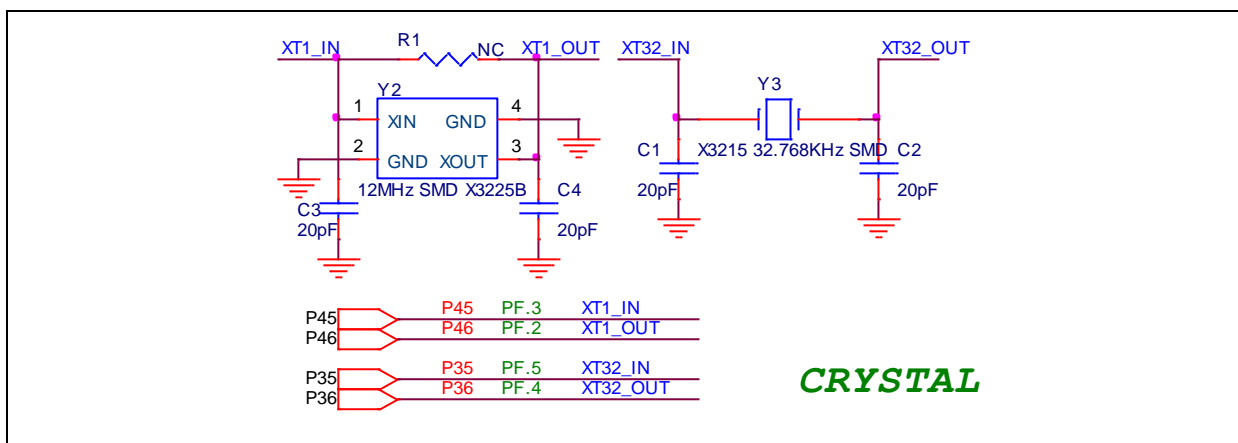 XT1_IN R1 NC XT1_OUT XT32_IN XT32_OUT
Y2 Y3
1 XIN GND 4
2 GND XOUT 3
12MHz SMD X3225B
C3 20pF
C4 20pF
C1 20pF
X3215 32.768KHz SMD
C2 20pF
P45 P45 PF.3 XT1_IN
P46 P46 PF.2 XT1_OUT
P35 P35 PF.5 XT32_IN
P36 P36 PF.4 XT32_OUT
CRYSTAL